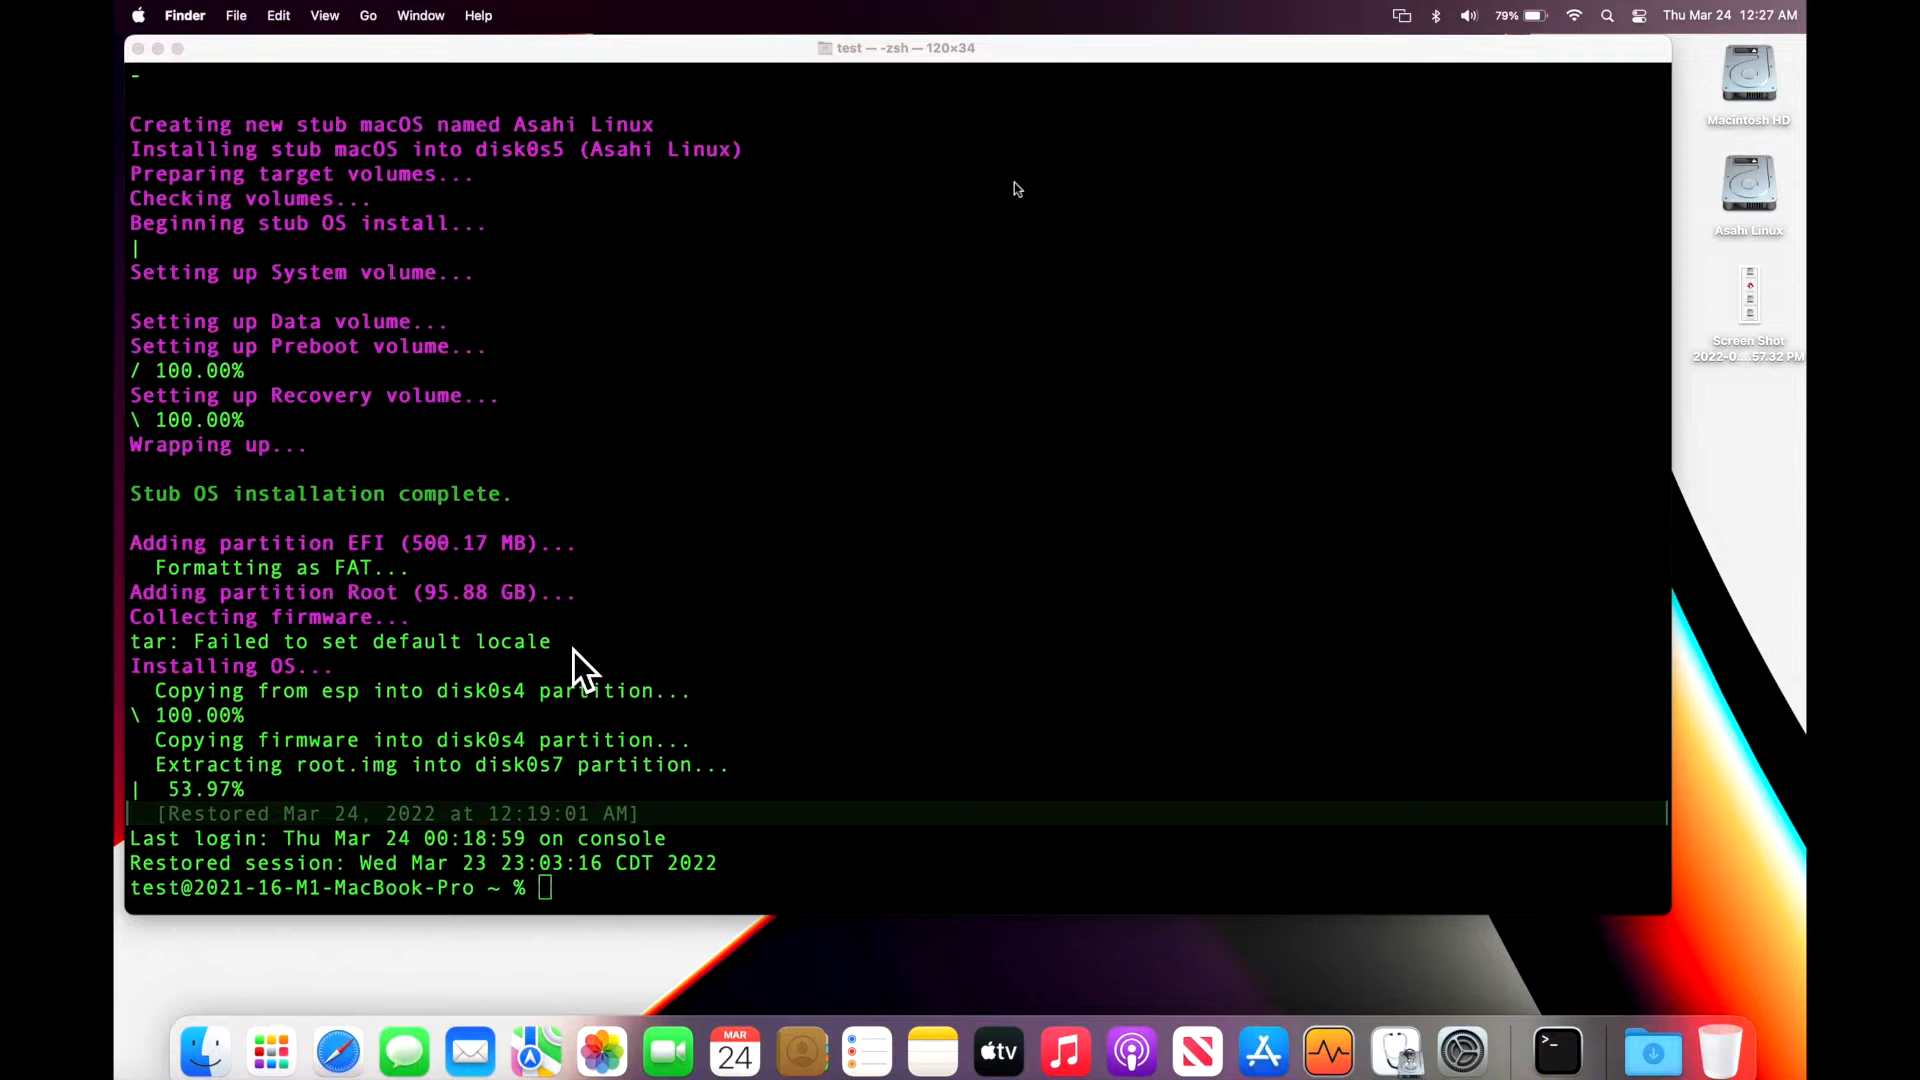 Finder File Edit View Go Window Help 79% Thu Mar 24 12:27 AM
test — -zsh — 120×34
-
Creating new stub macOS named Asahi Linux
Installing stub macOS into disk0s5 (Asahi Linux)
Preparing target volumes...
Checking volumes...
Beginning stub OS install...
|
Setting up System volume...
Setting up Data volume...
Setting up Preboot volume...
/ 100.00%
Setting up Recovery volume...
\ 100.00%
Wrapping up...
Stub OS installation complete.
Adding partition EFI (500.17 MB)...
Formatting as FAT...
Adding partition Root (95.88 GB)...
Collecting firmware...
tar: Failed to set default locale
Installing OS...
Copying from esp into disk0s4 partition...
\ 100.00%
Copying firmware into disk0s4 partition...
Extracting root.img into disk0s7 partition...
| 53.97%
[Restored Mar 24, 2022 at 12:19:01 AM]
Last login: Thu Mar 24 00:18:59 on console
Restored session: Wed Mar 23 23:03:16 CDT 2022
test@2021-16-M1-MacBook-Pro ~ %
Macintosh HD
Asahi Linux
Screen Shot
2022-0....57.32 PM
MAR
24
tv
>_